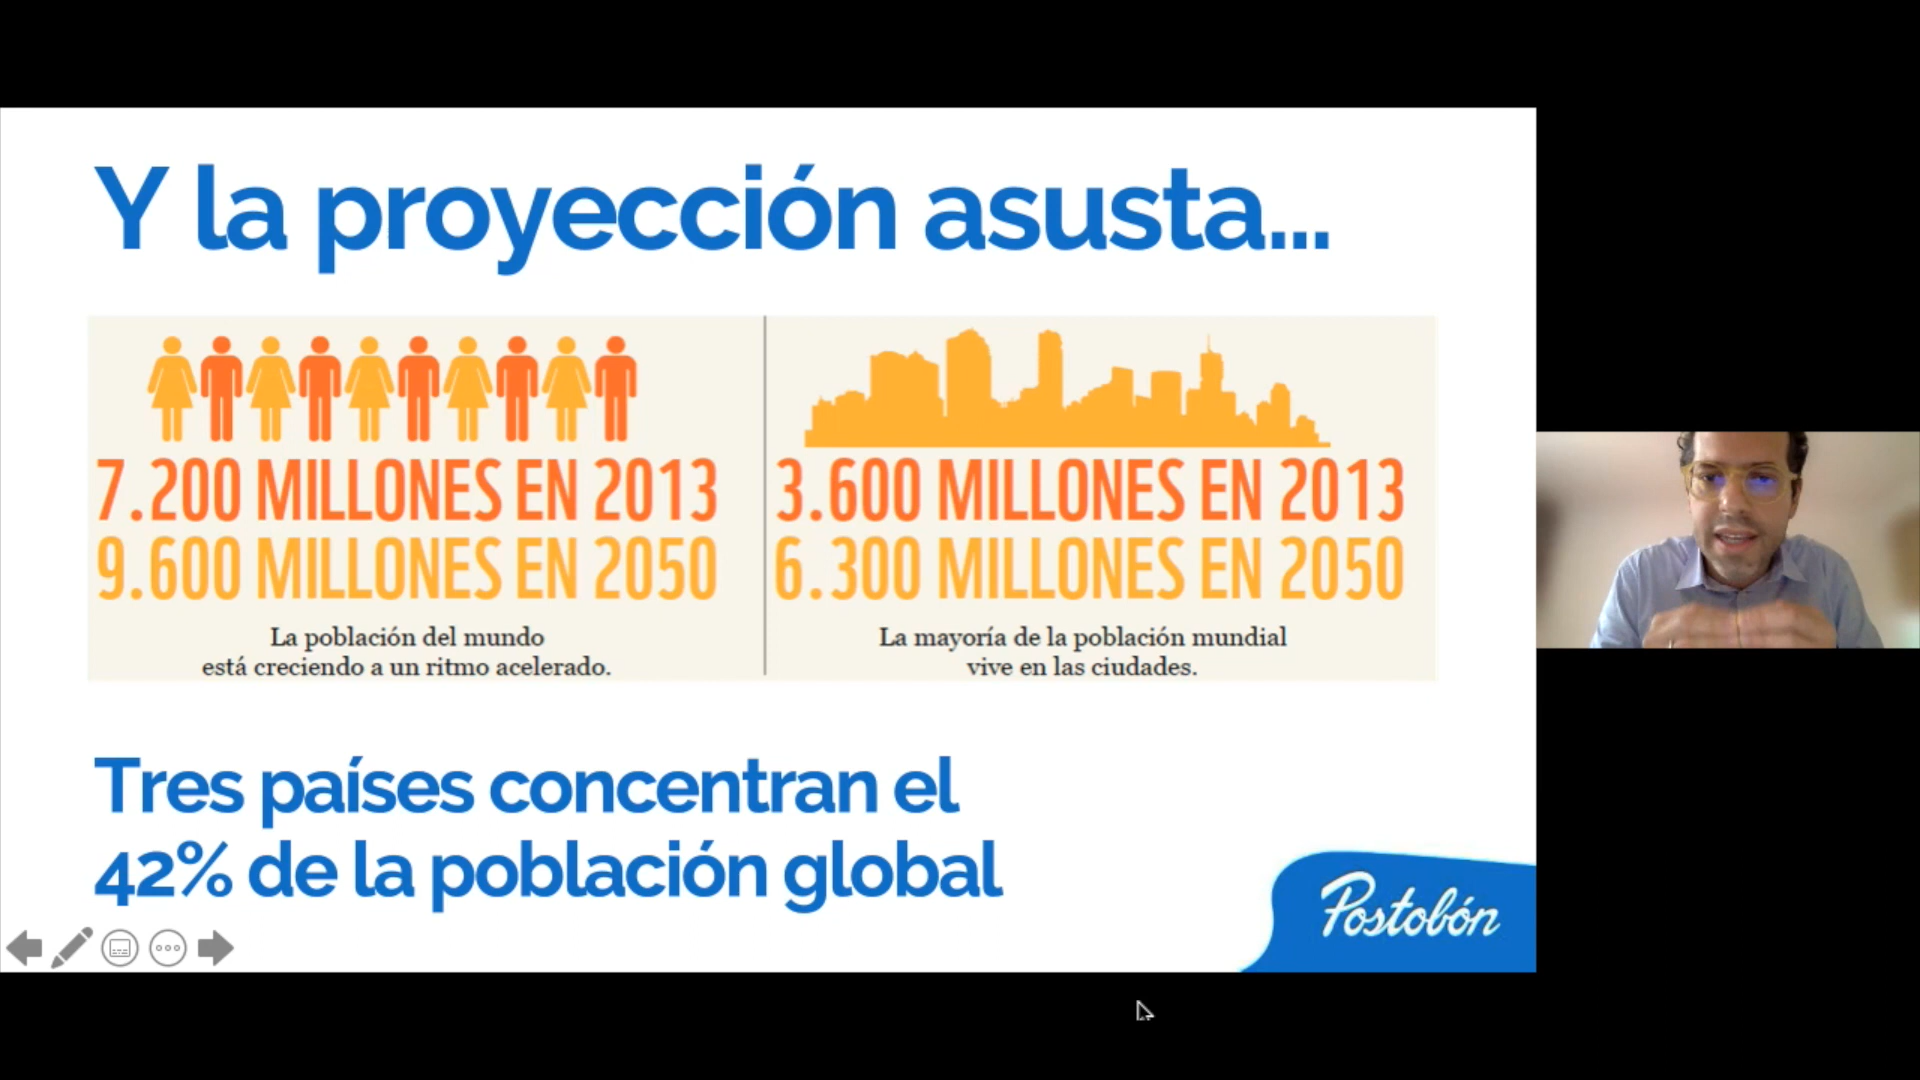 Y la proyección asusta...
7.200 MILLONES EN 2013
9.600 MILLONES EN 2050
La población del mundo
está creciendo a un ritmo acelerado.
3.600 MILLONES EN 2013
6.300 MILLONES EN 2050
La mayoría de la población mundial
vive en las ciudades.
Tres países concentran el
42% de la población global
Postobón